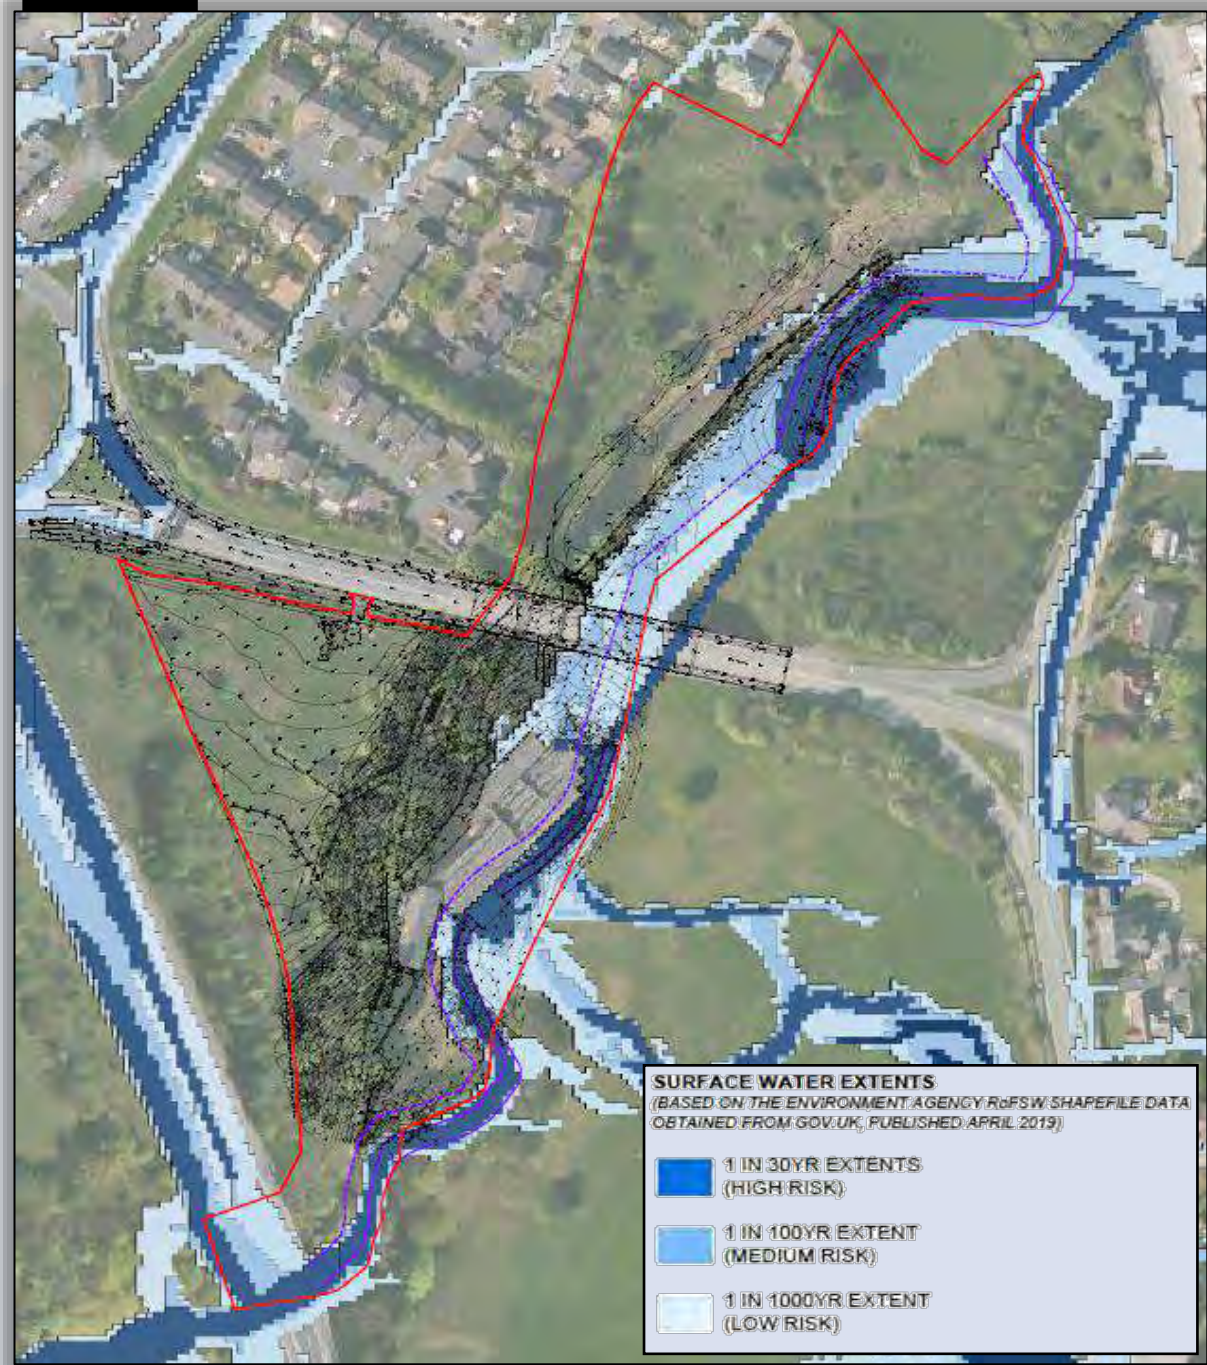 SURFACE WATER EXTENTS
(BASED ON THE ENVIRONMENT AGENCY RoFSW SHAPEFILE DATA
OBTAINED FROM GOV.UK, PUBLISHED APRIL 2019)
1 IN 30YR EXTENTS
(HIGH RISK)
1 IN 100YR EXTENT
(MEDIUM RISK)
1 IN 1000YR EXTENT
(LOW RISK)